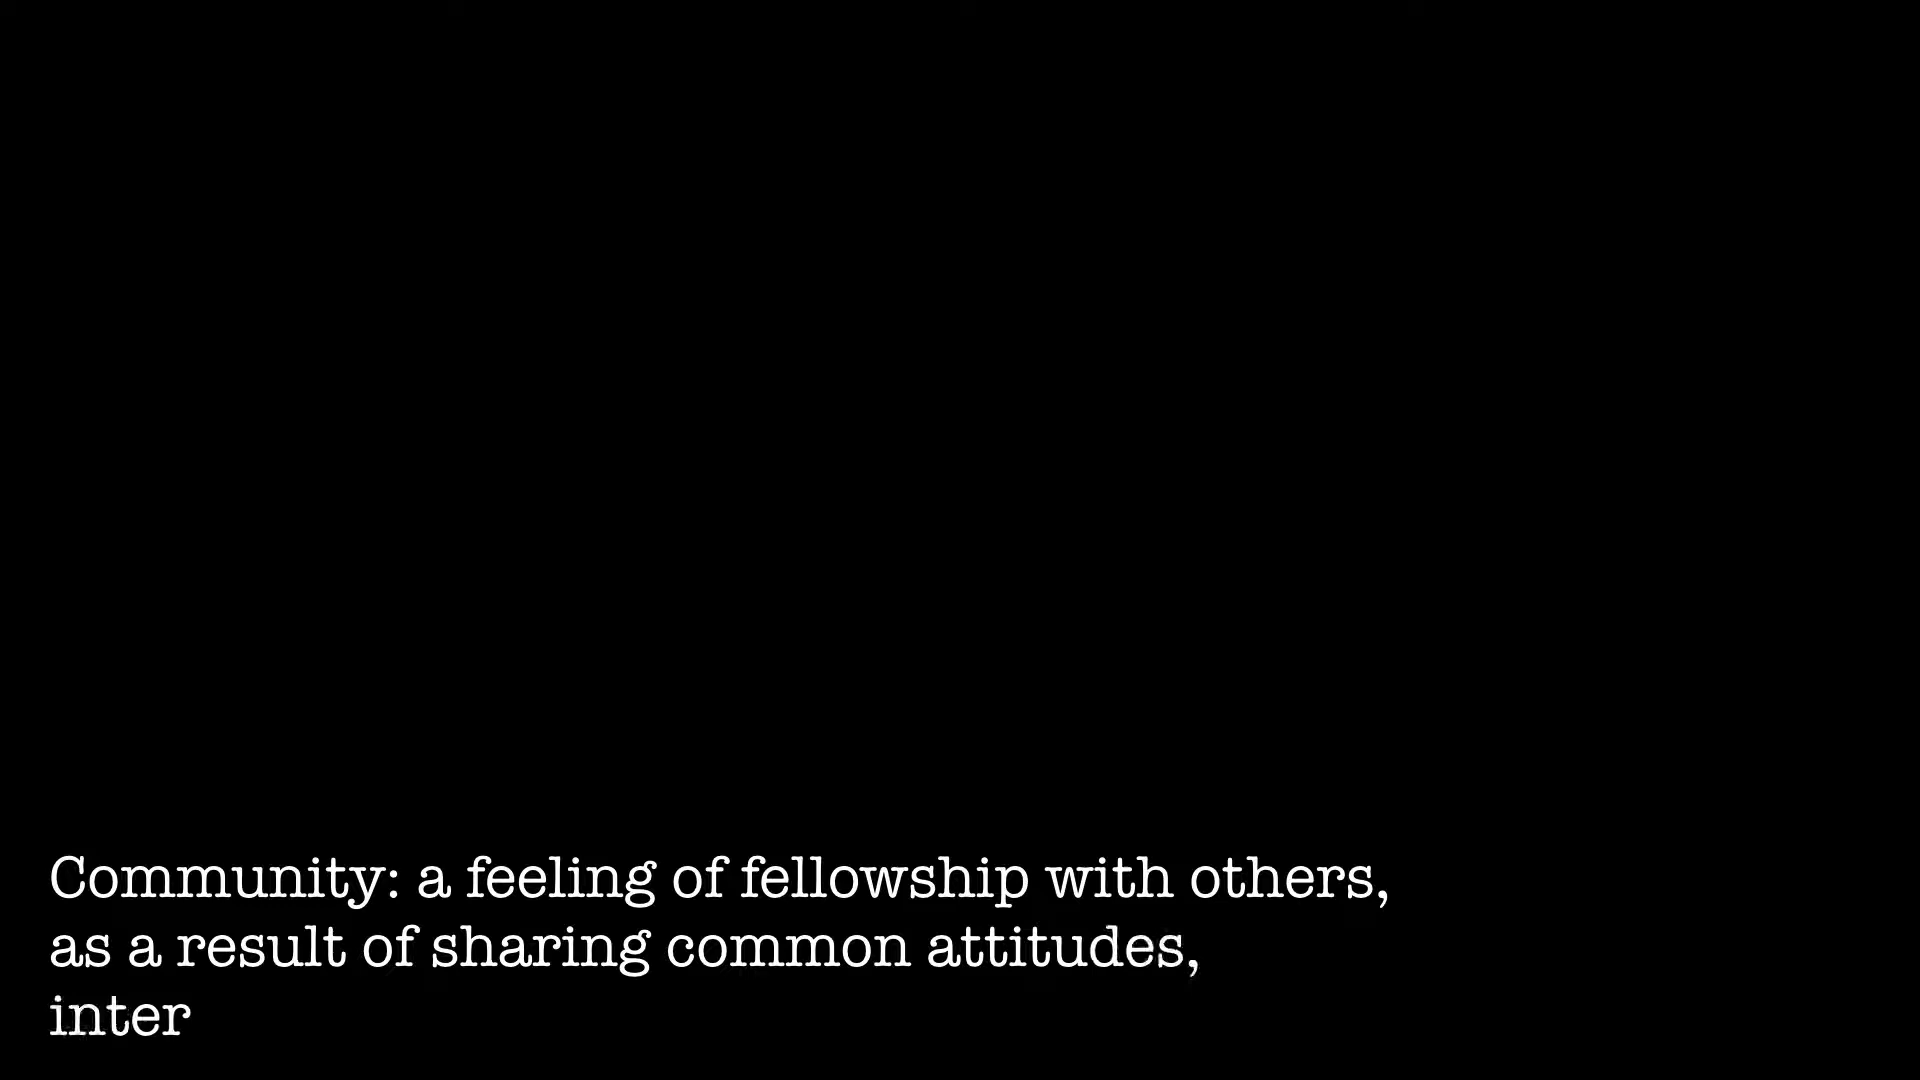 Community: a feeling of fellowship with others,
as a result of sharing common attitudes,
inter